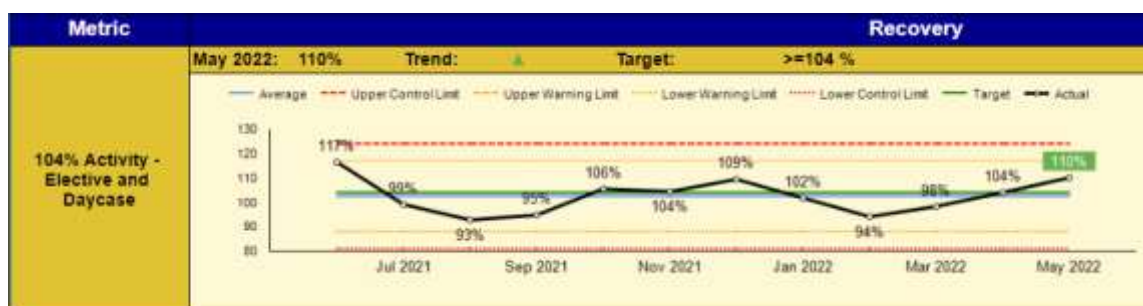 Metric
Recovery
May 2022: 110% Trend: ▲ Target: >=104 %
Average Upper Control Limit Upper Warning Limit Lower Warning Limit Lower Control Limit Target Actual
104% Activity -
Elective and
Daycase
130
120
110
100
90
80
117%
99%
93%
95%
106%
104%
109%
102%
94%
98%
104%
110%
Jul 2021 Sep 2021 Nov 2021 Jan 2022 Mar 2022 May 2022